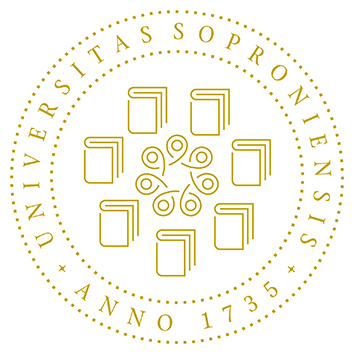 UNIVERSITAS SOPRONIENSIS
+ ANNO 1735 +